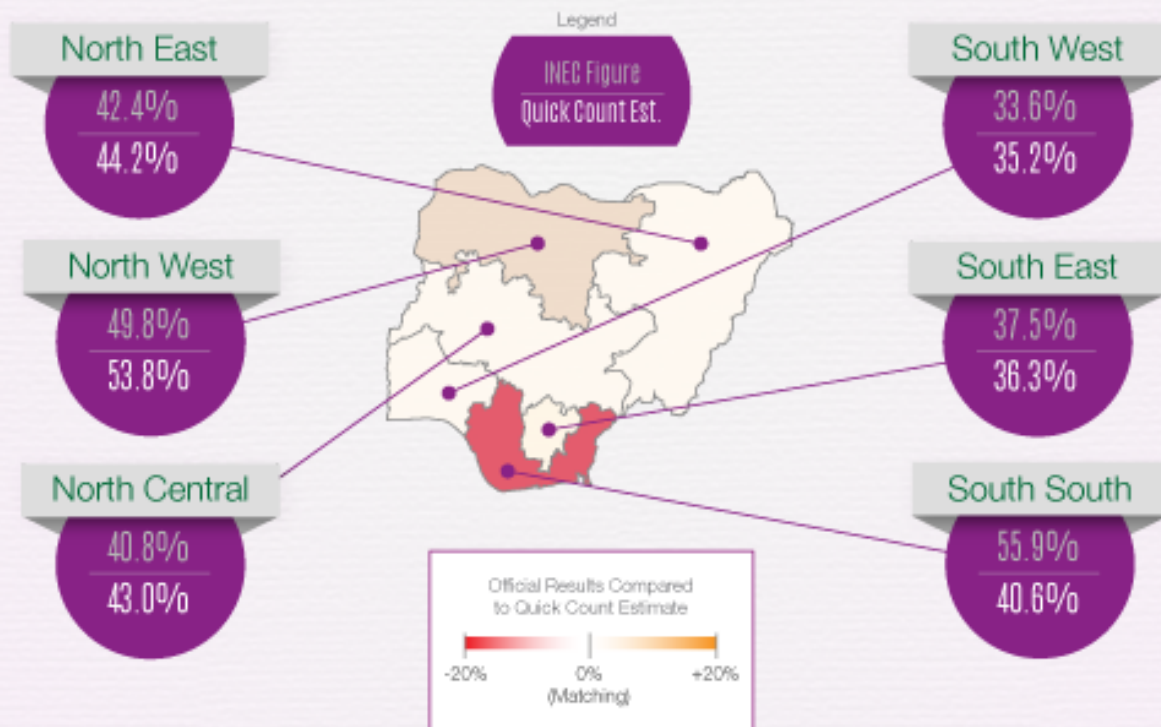 Legend
INEC Figure
Quick Count Est.
North East
42.4%
44.2%
North West
49.8%
53.8%
North Central
40.8%
43.0%
South West
33.6%
35.2%
South East
37.5%
36.3%
South South
55.9%
40.6%
Official Results Compared
to Quick Count Estimate
-20%
0%
+20%
(Matching)